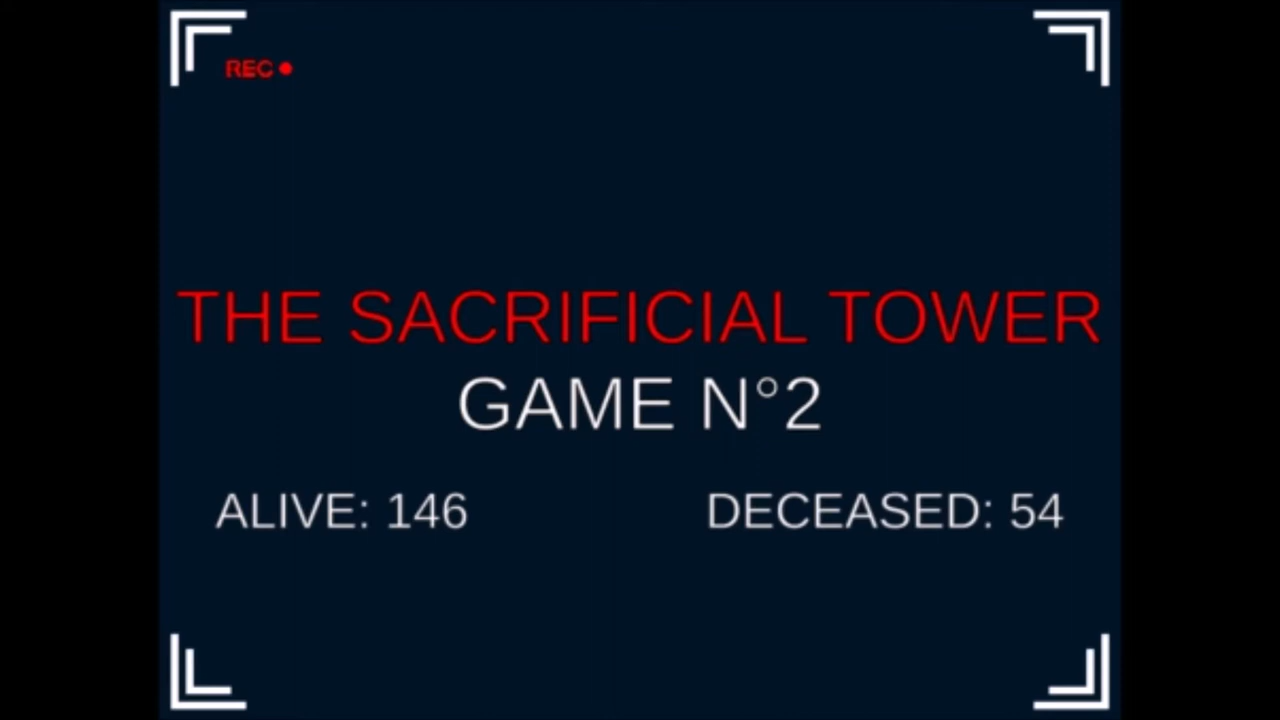 REC
THE SACRIFICIAL TOWER
GAME N°2
ALIVE: 146
DECEASED: 54